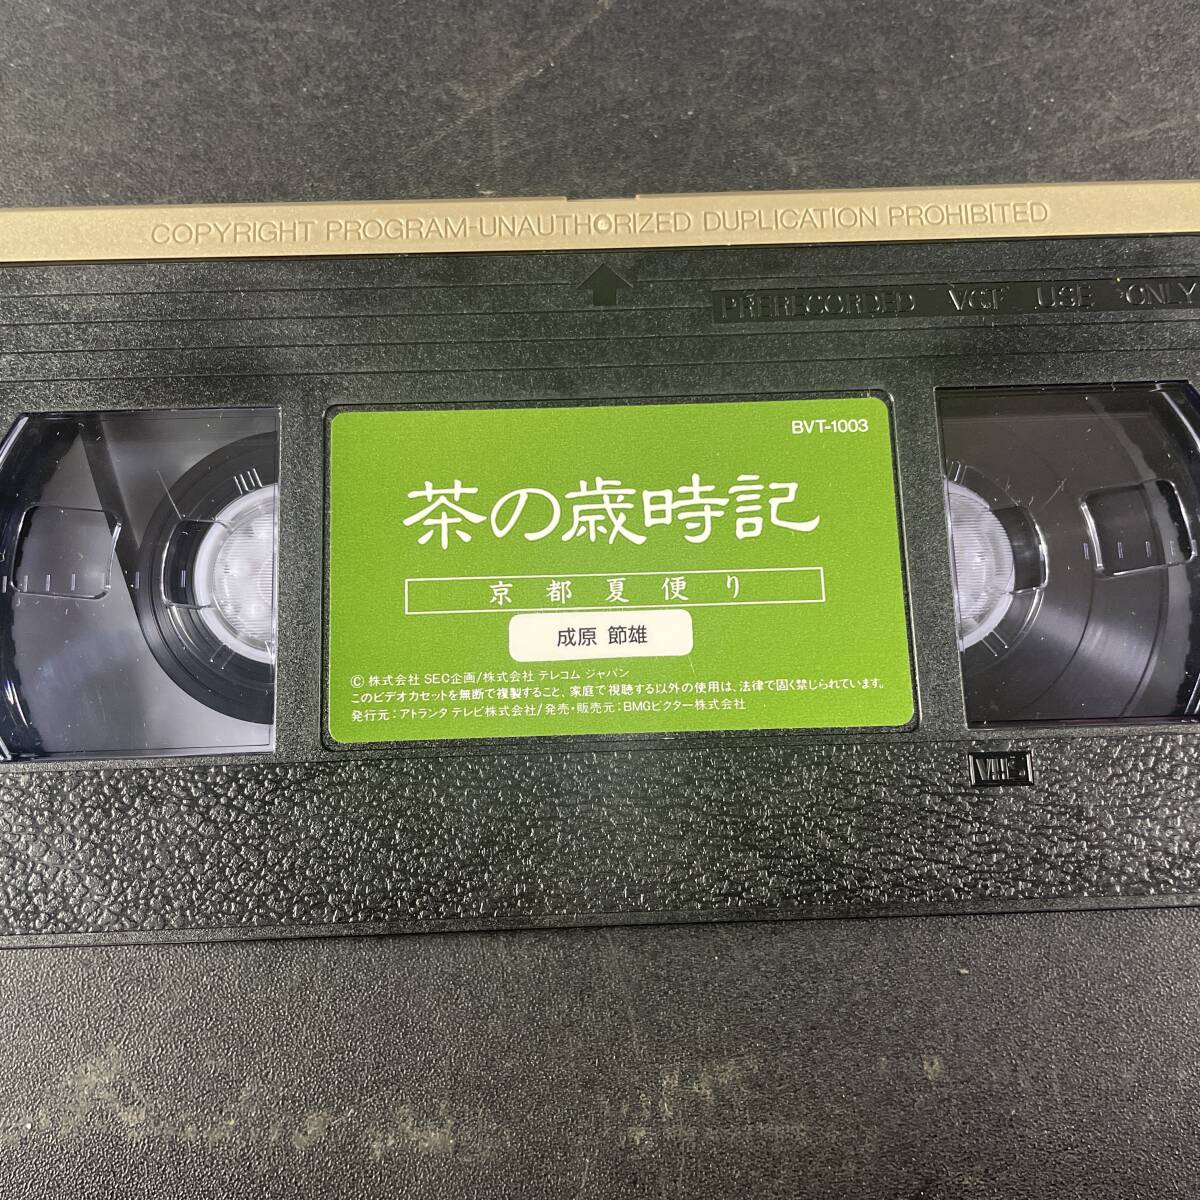 COPYRIGHT PROGRAM-UNAUTHORIZED DUPLICATION PROHIBITED
PRERECORDED VCT USE ONLY
BVT-1003
茶の歳時記
京都夏便り
成原 節雄
© 株式会社 SEC企画/株式会社 テレコム ジャパン
このビデオカセットを無断で複製すること、家庭で視聴する以外の使用は、法律で固く禁じられています。
発行元:アトランタ テレビ株式会社/発売・販売元:BMGビクター株式会社
VHS